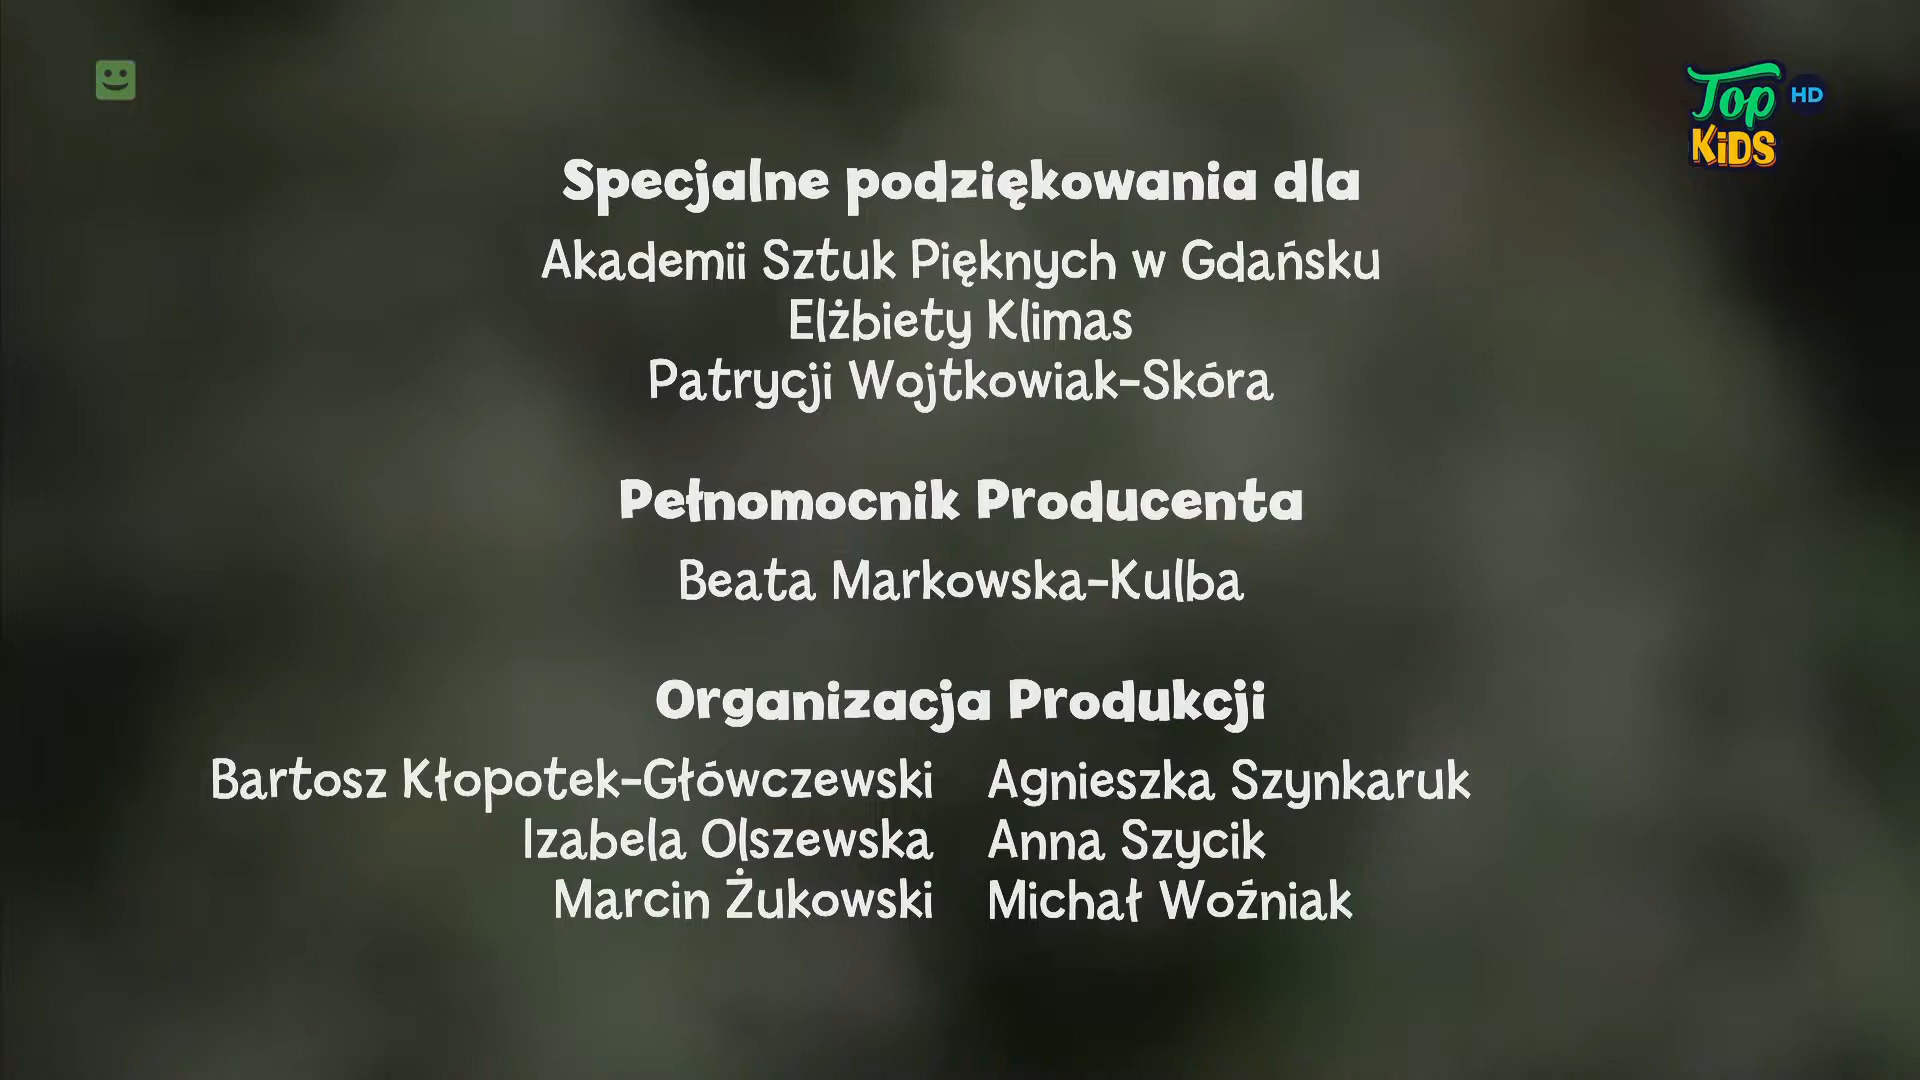 Top
KiDS
HD
Specjalne podziękowania dla
Akademii Sztuk Pięknych w Gdańsku
Elżbiety Klimas
Patrycji Wojtkowiak-Skóra
Pełnomocnik Producenta
Beata Markowska-Kulba
Organizacja Produkcji
Bartosz Kłopotek-Główczewski Agnieszka Szynkaruk
Izabela Olszewska Anna Szycik
Marcin Żukowski Michał Woźniak